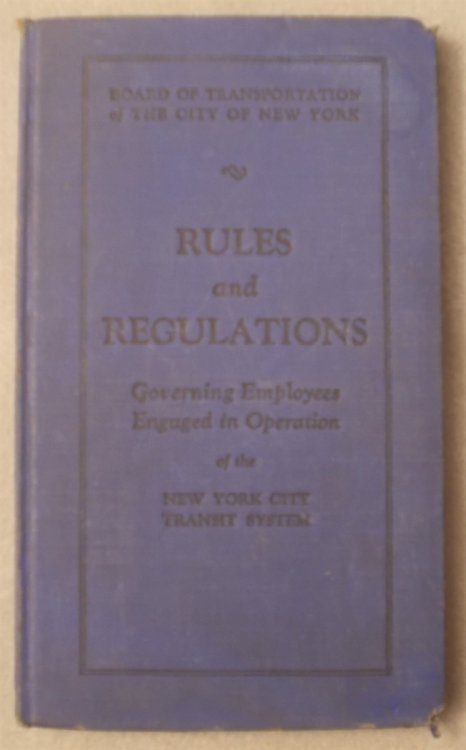 BOARD OF TRANSPORTATION
of THE CITY OF NEW YORK
RULES
and
REGULATIONS
Governing Employees
Engaged in Operation
of the
NEW YORK CITY
TRANSIT SYSTEM